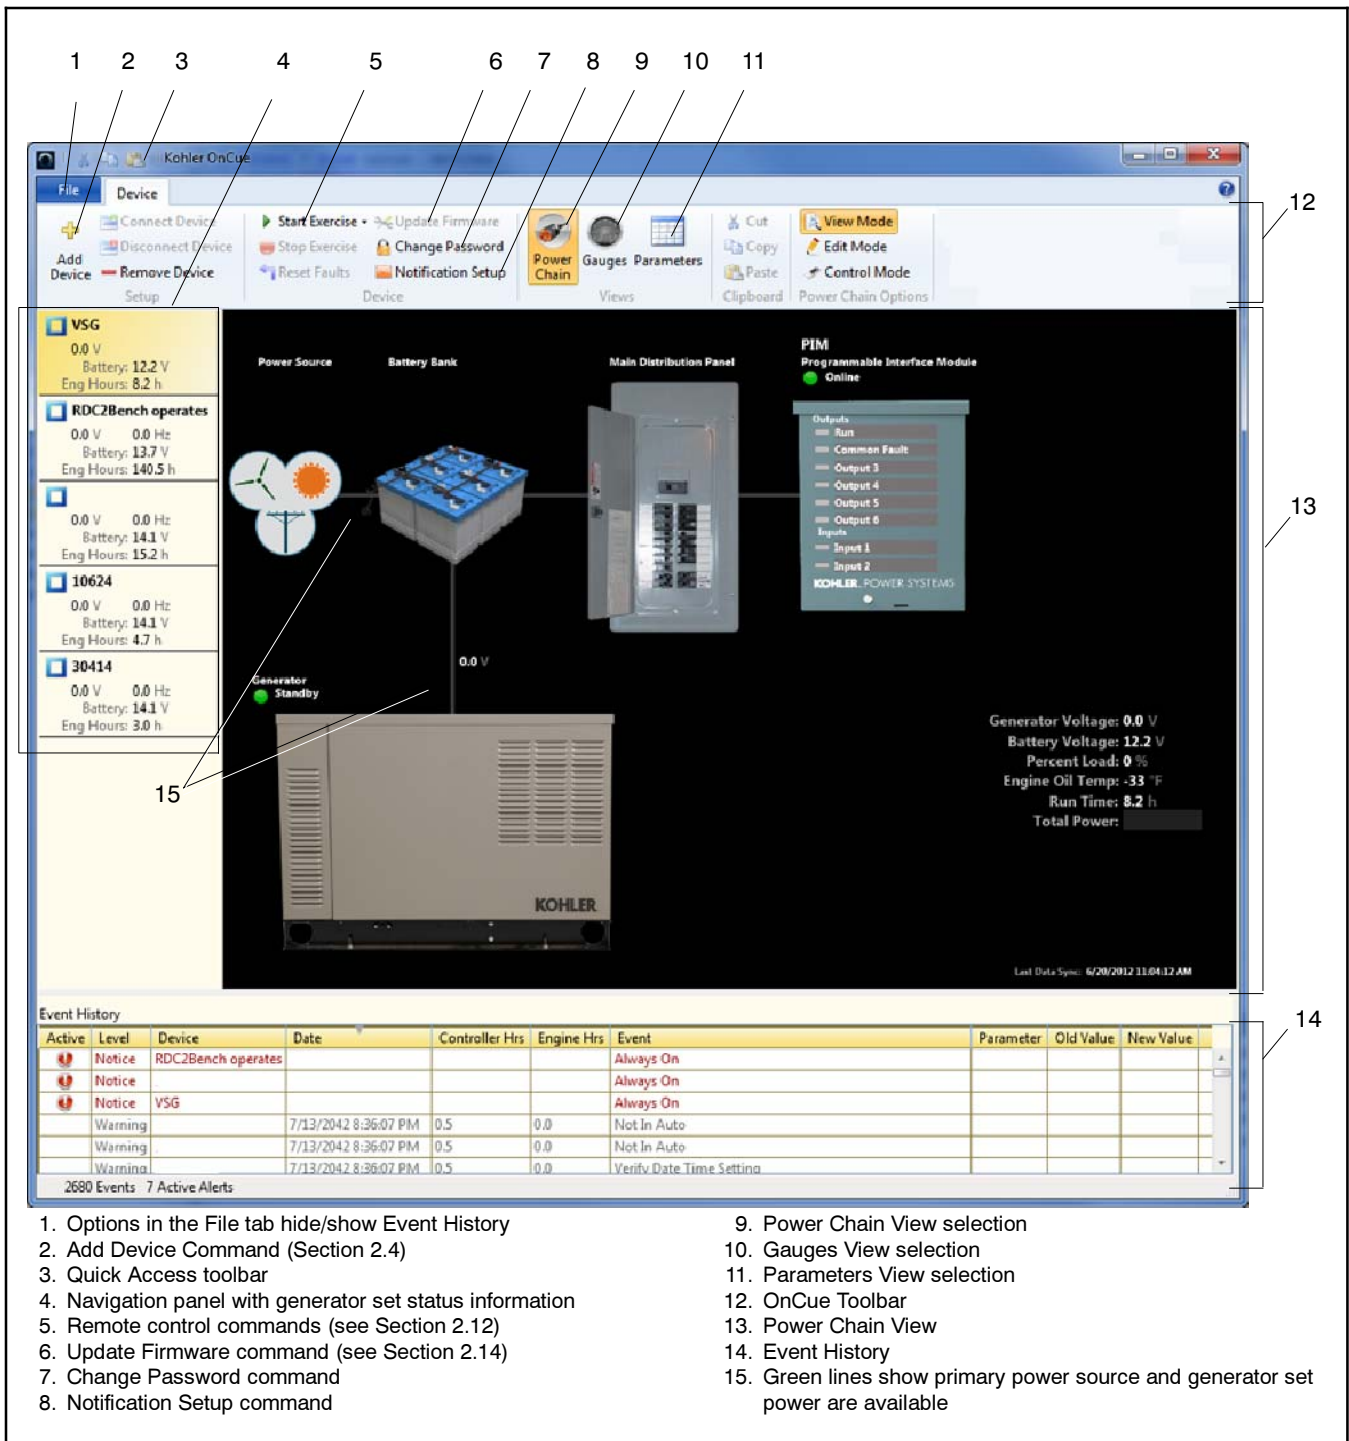 1 2 3 4 5 6 7 8 9 10 11
Kohler OnCue
File Device
Add Device
Connect Device
Disconnect Device
Remove Device
Setup
Start Exercise
Stop Exercise
Reset Faults
Update Firmware
Change Password
Notification Setup
Device
Power Chain
Gauges
Parameters
Views
Cut
Copy
Paste
Clipboard
View Mode
Edit Mode
Control Mode
Power Chain Options
12
VSG
0.0 V
Battery: 12.2 V
Eng Hours: 8.2 h
RDC2Bench operates
0.0 V 0.0 Hz
Battery: 13.7 V
Eng Hours: 140.5 h
0.0 V 0.0 Hz
Battery: 14.1 V
Eng Hours: 15.2 h
10624
0.0 V 0.0 Hz
Battery: 14.1 V
Eng Hours: 4.7 h
30414
0.0 V 0.0 Hz
Battery: 14.1 V
Eng Hours: 3.0 h
Power Source
Battery Bank
Main Distribution Panel
PIM
Programmable Interface Module
Online
Outputs
Run
Common Fault
Output 3
Output 4
Output 5
Output 6
Inputs
Input 1
Input 2
KOHLER. POWER SYSTEMS
13
0.0 V
Generator
Standby
15
KOHLER
Generator Voltage: 0.0 V
Battery Voltage: 12.2 V
Percent Load: 0 %
Engine Oil Temp: -33 °F
Run Time: 8.2 h
Total Power:
Last Data Sync: 6/20/2012 11:04:12 AM
Event History
14
Active Level Device Date Controller Hrs Engine Hrs Event Parameter Old Value New Value
Notice RDC2Bench operates Always On
Notice Always On
Notice VSG Always On
Warning 7/13/2042 8:36:07 PM 0.5 0.0 Not In Auto
Warning 7/13/2042 8:36:07 PM 0.5 0.0 Not In Auto
Warning 7/13/2042 8:36:07 PM 0.5 0.0 Verify Date Time Setting
2680 Events 7 Active Alerts
1. Options in the File tab hide/show Event History
2. Add Device Command (Section 2.4)
3. Quick Access toolbar
4. Navigation panel with generator set status information
5. Remote control commands (see Section 2.12)
6. Update Firmware command (see Section 2.14)
7. Change Password command
8. Notification Setup command
9. Power Chain View selection
10. Gauges View selection
11. Parameters View selection
12. OnCue Toolbar
13. Power Chain View
14. Event History
15. Green lines show primary power source and generator set
power are available